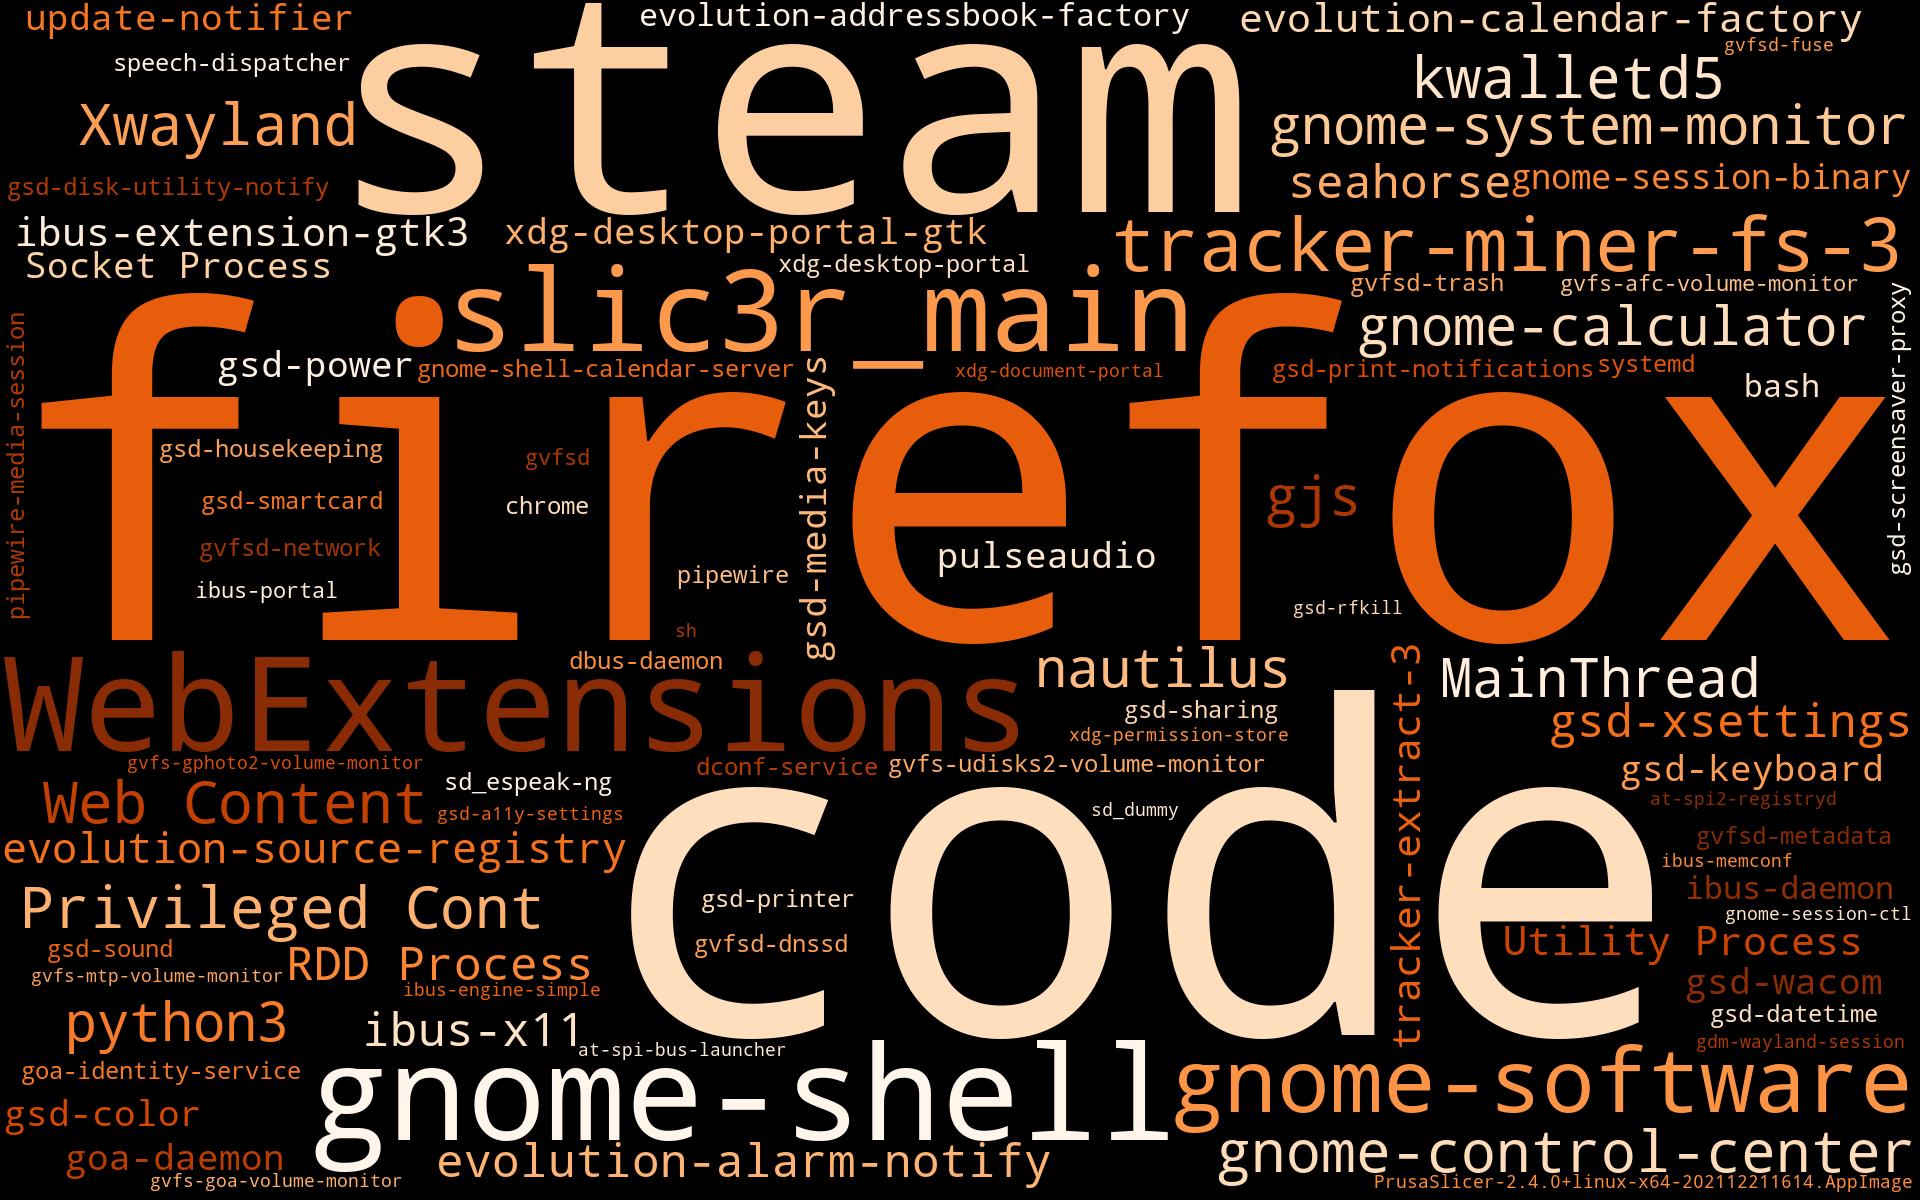 update-notifier
steam
evolution-addressbook-factory
evolution-calendar-factory
gvfsd-fuse
speech-dispatcher
kwalletd5
Xwayland
gnome-system-monitor
gsd-disk-utility-notify
seahorse
gnome-session-binary
ibus-extension-gtk3
xdg-desktop-portal-gtk
tracker-miner-fs-3
Socket Process
xdg-desktop-portal
gvfsd-trash
gvfs-afc-volume-monitor
slic3r_main
gnome-calculator
gsd-screensaver-proxy
pipewire-media-session
firefox
gsd-power
gnome-shell-calendar-server
xdg-document-portal
gsd-print-notifications
systemd
bash
gsd-media-keys
gsd-housekeeping
gvfsd
gsd-smartcard
chrome
gjs
gvfsd-network
pulseaudio
pipewire
ibus-portal
gsd-rfkill
sh
dbus-daemon
WebExtensions
nautilus
MainThread
tracker-extract-3
gsd-sharing
gsd-xsettings
xdg-permission-store
gvfs-gphoto2-volume-monitor
dconf-service
gvfs-udisks2-volume-monitor
gsd-keyboard
sd_espeak-ng
Web Content
gsd-a11y-settings
sd_dummy
at-spi2-registryd
code
evolution-source-registry
gvfsd-metadata
ibus-memconf
ibus-daemon
Privileged Cont
gsd-printer
gnome-session-ctl
gsd-sound
gvfsd-dnssd
Utility Process
RDD Process
gvfs-mtp-volume-monitor
ibus-engine-simple
gsd-wacom
python3
ibus-x11
gsd-datetime
at-spi-bus-launcher
gdm-wayland-session
goa-identity-service
gnome-shell
gnome-software
gsd-color
goa-daemon
evolution-alarm-notify
gnome-control-center
gvfs-goa-volume-monitor
PrusaSlicer-2.4.0+linux-x64-202112211614.AppImage